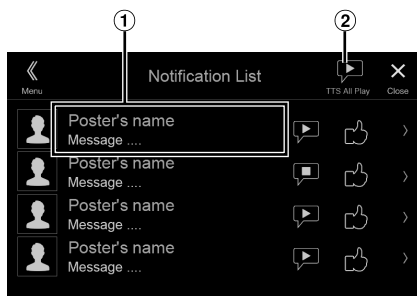 ① ②
Notification List
Menu TTS All Play Close
Poster's name
Message ....
Poster's name
Message ....
Poster's name
Message ....
Poster's name
Message ....